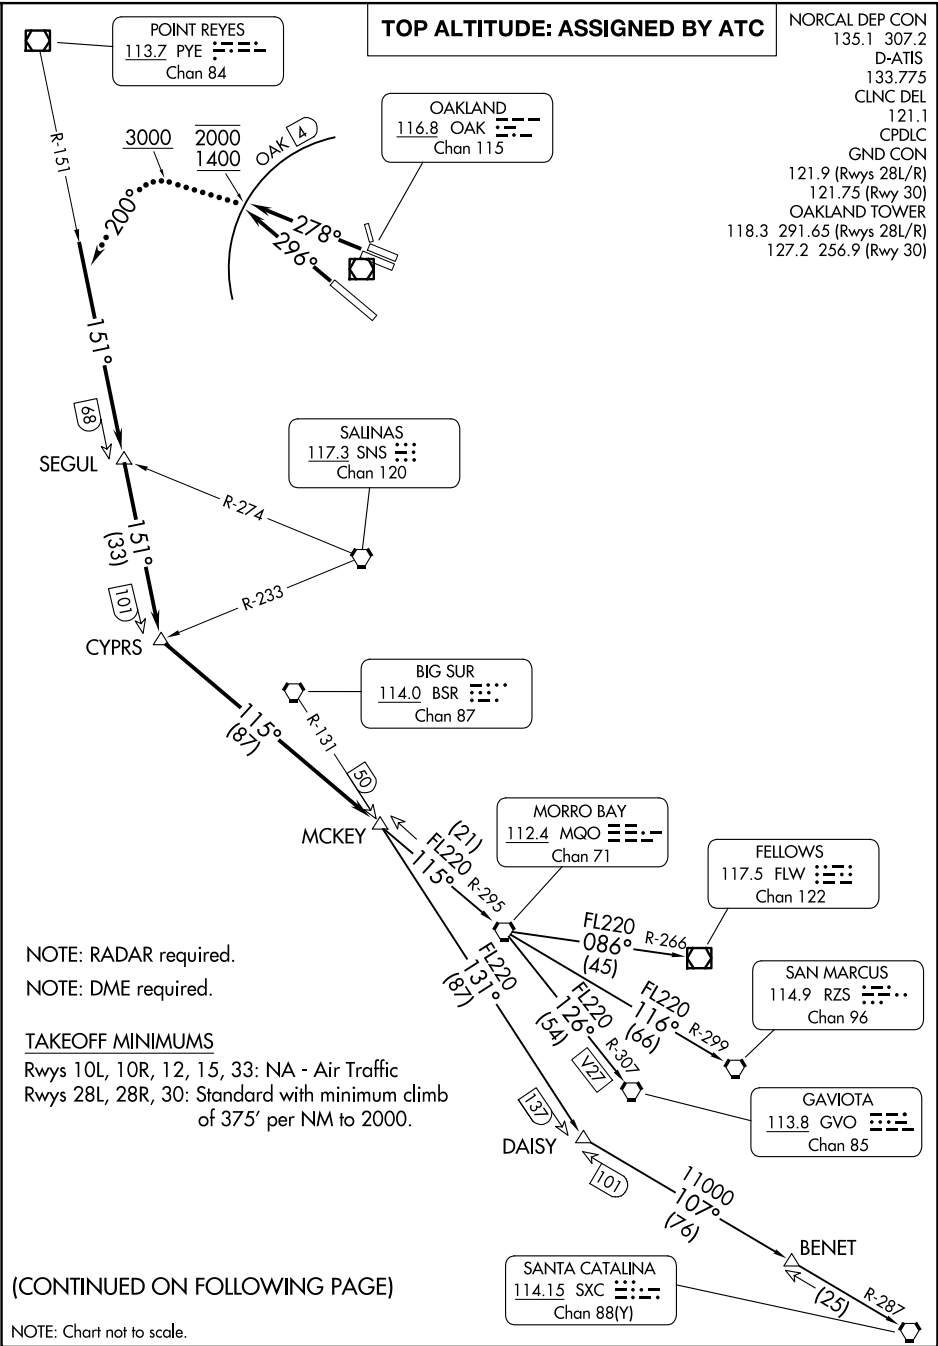 TOP ALTITUDE: ASSIGNED BY ATC
NORCAL DEP CON
135.1 307.2
D-ATIS
133.775
CLNC DEL
121.1
CPDLC
GND CON
121.9 (Rwys 28L/R)
121.75 (Rwy 30)
OAKLAND TOWER
118.3 291.65 (Rwys 28L/R)
127.2 256.9 (Rwy 30)
POINT REYES
113.7 PYE
Chan 84
R-151
3000
2000
1400
OAK 4
OAKLAND
116.8 OAK
Chan 115
200°
278°
296°
151°
68
SEGUL
SALINAS
117.3 SNS
Chan 120
R-274
151°
(33)
R-233
101
CYPRS
BIG SUR
114.0 BSR
Chan 87
115°
(87)
R-131
50
MCKEY
MORRO BAY
112.4 MQO
Chan 71
(21)
FL220
115°
R-295
FELLOWS
117.5 FLW
Chan 122
FL220
086°
(45)
R-266
SAN MARCUS
114.9 RZS
Chan 96
FL220
116°
(66)
R-299
FL220
126°
(54)
R-307
V27
FL220
131°
(87)
GAVIOTA
113.8 GVO
Chan 85
137
DAISY
101
11000
107°
(76)
BENET
(25)
R-287
SANTA CATALINA
114.15 SXC
Chan 88(Y)
NOTE: RADAR required.
NOTE: DME required.
TAKEOFF MINIMUMS
Rwys 10L, 10R, 12, 15, 33: NA - Air Traffic
Rwys 28L, 28R, 30: Standard with minimum climb
of 375' per NM to 2000.
(CONTINUED ON FOLLOWING PAGE)
NOTE: Chart not to scale.